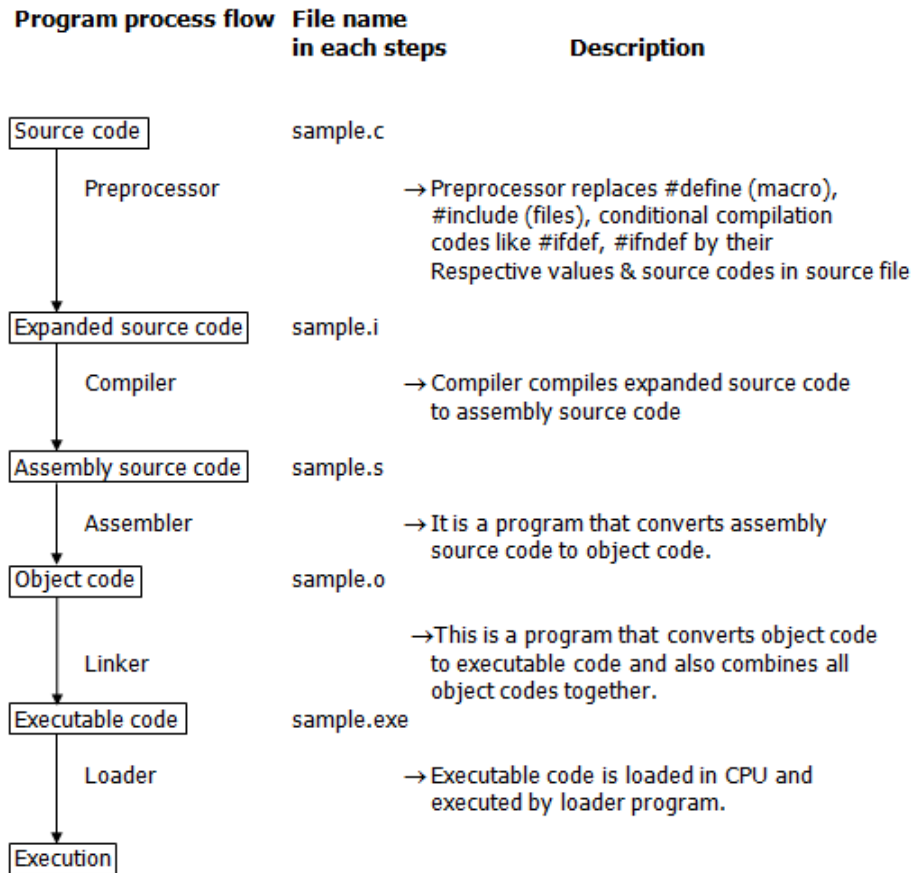 Program process flow File name
in each steps Description
Source code sample.c
Preprocessor → Preprocessor replaces #define (macro),
#include (files), conditional compilation
codes like #ifdef, #ifndef by their
Respective values & source codes in source file
Expanded source code sample.i
Compiler → Compiler compiles expanded source code
to assembly source code
Assembly source code sample.s
Assembler → It is a program that converts assembly
source code to object code.
Object code sample.o
→This is a program that converts object code
Linker to executable code and also combines all
object codes together.
Executable code sample.exe
Loader → Executable code is loaded in CPU and
executed by loader program.
Execution